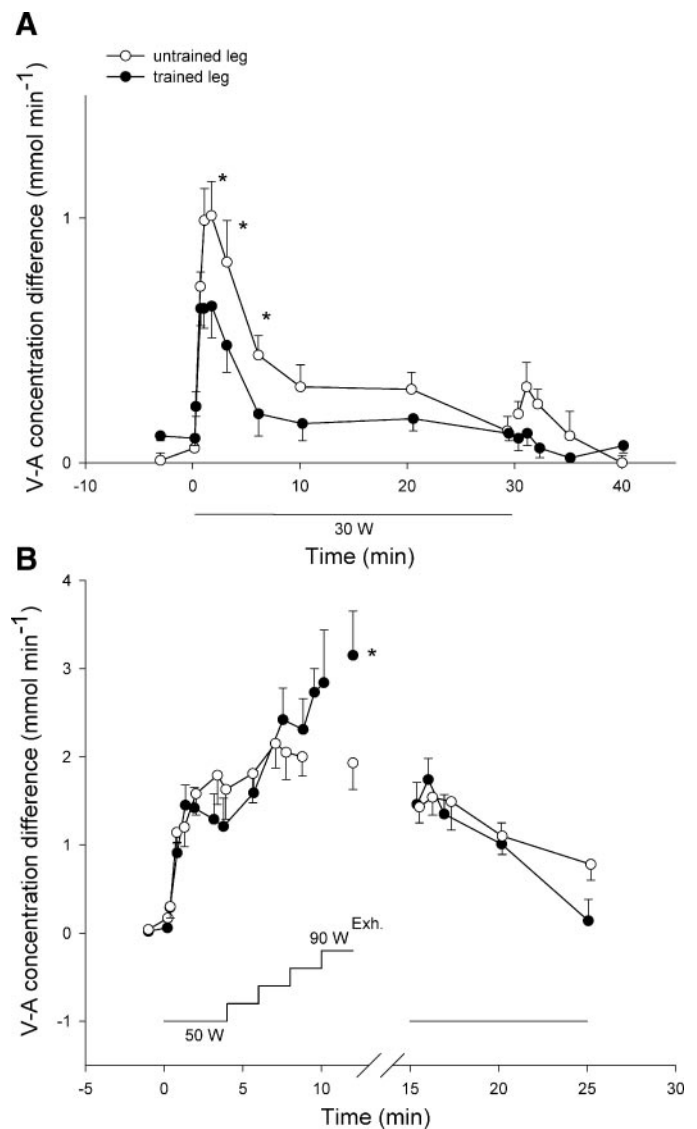 A
untrained leg
trained leg
V-A concentration difference (mmol min⁻¹)
1
0
*
*
*
-10 0 10 20 30 40
30 W
Time (min)
B
V-A concentration difference (mmol min⁻¹)
4
3
2
1
0
-1
*
90 W Exh.
50 W
-5 0 5 10 15 20 25 30
Time (min)